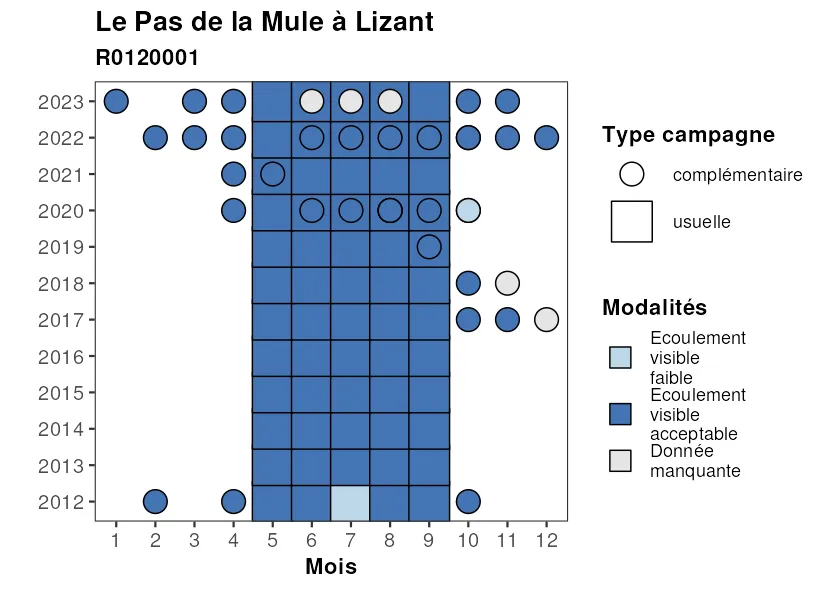 Le Pas de la Mule à Lizant
R0120001
2023
2022
2021
2020
2019
2018
2017
2016
2015
2014
2013
2012
1 2 3 4 5 6 7 8 9 10 11 12
Mois
Type campagne
complémentaire
usuelle
Modalités
Ecoulement
visible
faible
Ecoulement
visible
acceptable
Donnée
manquante